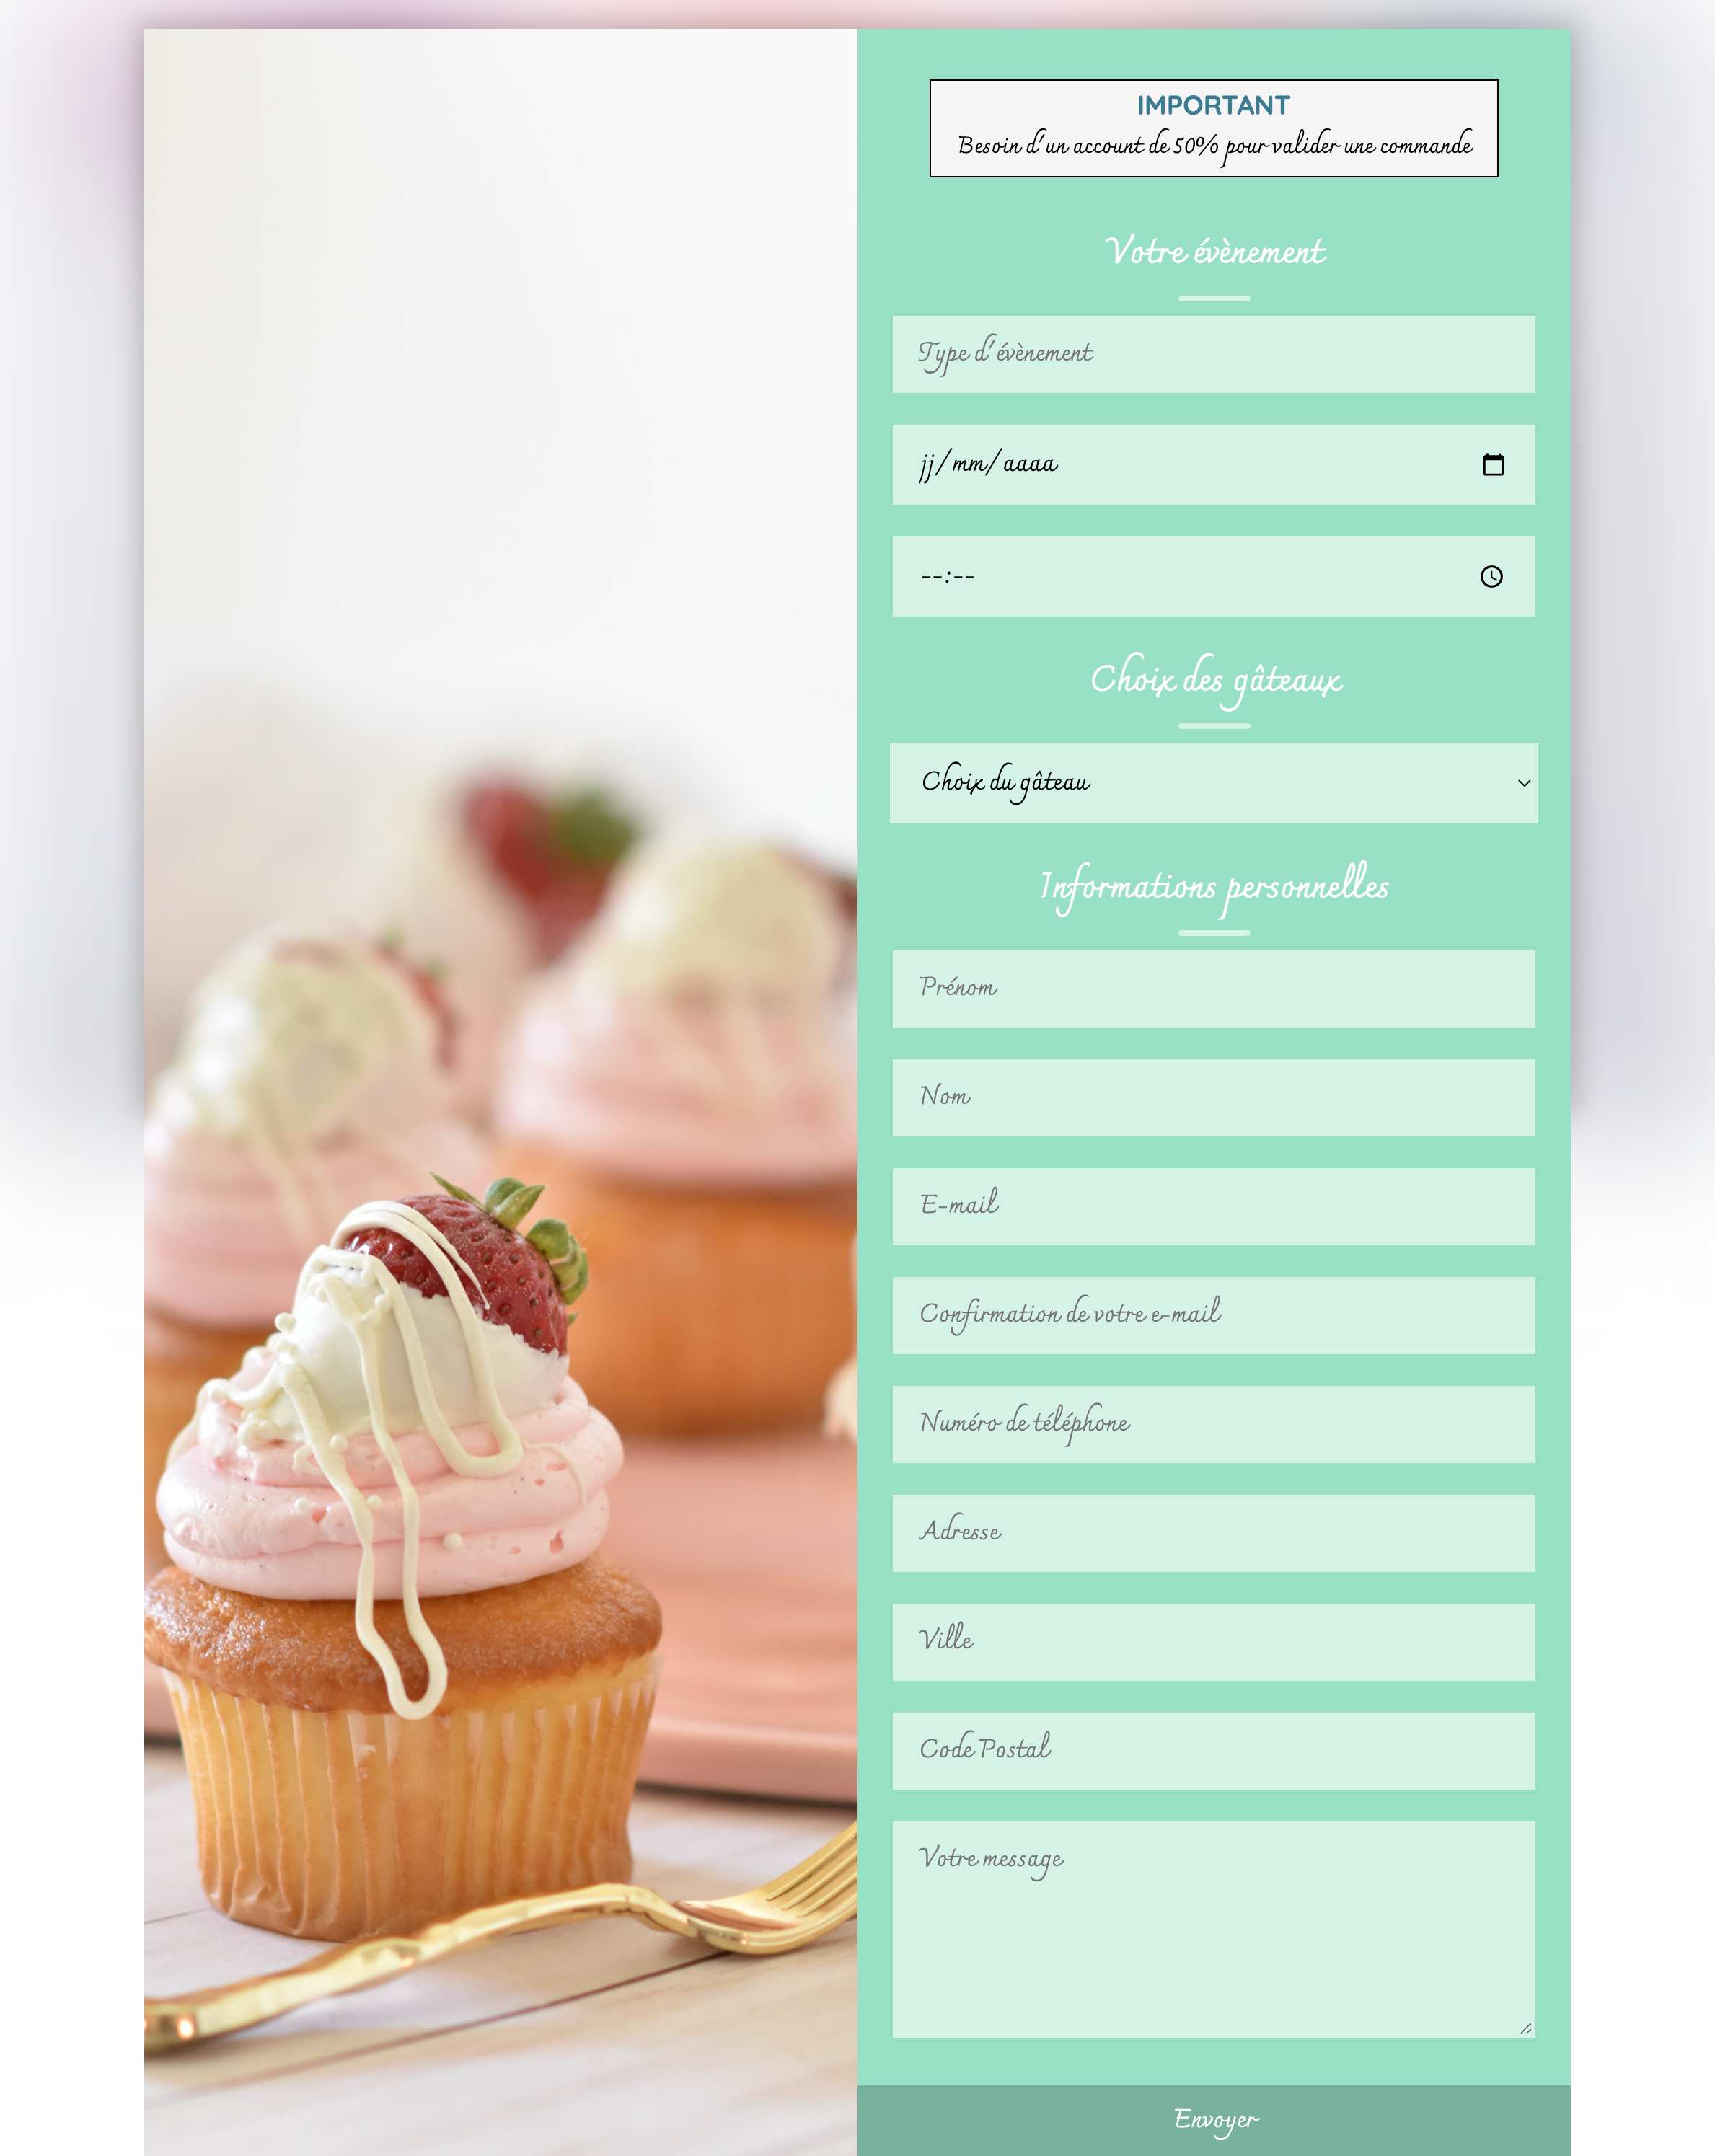 IMPORTANT
Besoin d'un account de 50% pour valider une commande
Votre évènement
Type d'évènement
jj/mm/aaaa
--:--
Choix des gâteaux
Choix du gâteau
Informations personnelles
Prénom
Nom
E-mail
Confirmation de votre e-mail
Numéro de téléphone
Adresse
Ville
Code Postal
Votre message
Envoyer